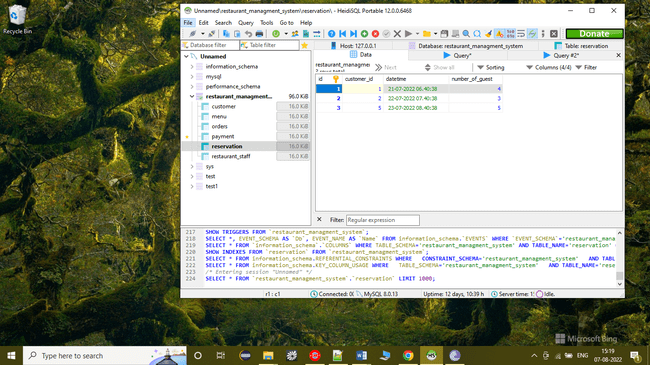 Recycle Bin
Unnamed\restaurant_managment_system\reservation\ - HeidiSQL Portable 12.0.0.6468
File Edit Search Query Tools Go to Help
Donate
Database filter Table filter
Host: 127.0.0.1 Database: restaurant_managment_system Table: reservation
Data Query* Query #2*
restaurant_managme
Next Show all Sorting Columns (4/4) Filter
Unnamed
information_schema
mysql
performance_schema
restaurant_managment... 96.0 KiB
customer 16.0 KiB
menu 16.0 KiB
orders 16.0 KiB
payment 16.0 KiB
reservation 16.0 KiB
restaurant_staff 16.0 KiB
sys
test
test1
id customer_id datetime number_of_guest
1 1 21-07-2022 06.40:38 4
2 2 22-07-2022 07.40:38 3
3 5 23-07-2022 08.40:38 5
Filter: Regular expression
217 SHOW TRIGGERS FROM `restaurant_managment_system`;
218 SELECT *, EVENT_SCHEMA AS `Db`, EVENT_NAME AS `Name` FROM information_schema.`EVENTS` WHERE `EVENT_SCHEMA`='restaurant_mana
219 SELECT * FROM `information_schema`.`COLUMNS` WHERE TABLE_SCHEMA='restaurant_managment_system' AND TABLE_NAME='reservation'
220 SHOW INDEXES FROM `reservation` FROM `restaurant_managment_system`;
221 SELECT * FROM information_schema.REFERENTIAL_CONSTRAINTS WHERE CONSTRAINT_SCHEMA='restaurant_managment_system' AND TABL
222 SELECT * FROM information_schema.KEY_COLUMN_USAGE WHERE TABLE_SCHEMA='restaurant_managment_system' AND TABLE_NAME='rese
223 /* Entering session "Unnamed" */
224 SELECT * FROM `restaurant_managment_system`.`reservation` LIMIT 1000;
r1 : c1 Connected: 0( MySQL 8.0.13 Uptime: 12 days, 10:39 h Server time: 1 Idle.
Microsoft Bing
Type here to search
ENG
15:19
07-08-2022